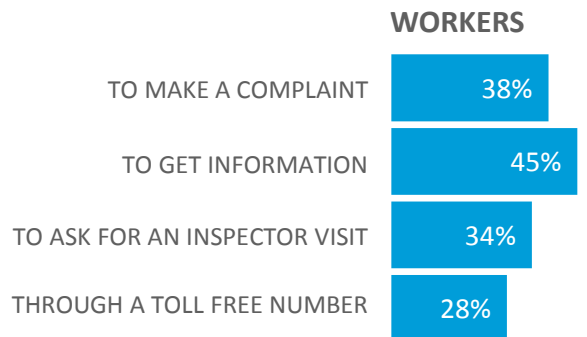 WORKERS
TO MAKE A COMPLAINT 38%
TO GET INFORMATION 45%
TO ASK FOR AN INSPECTOR VISIT 34%
THROUGH A TOLL FREE NUMBER 28%